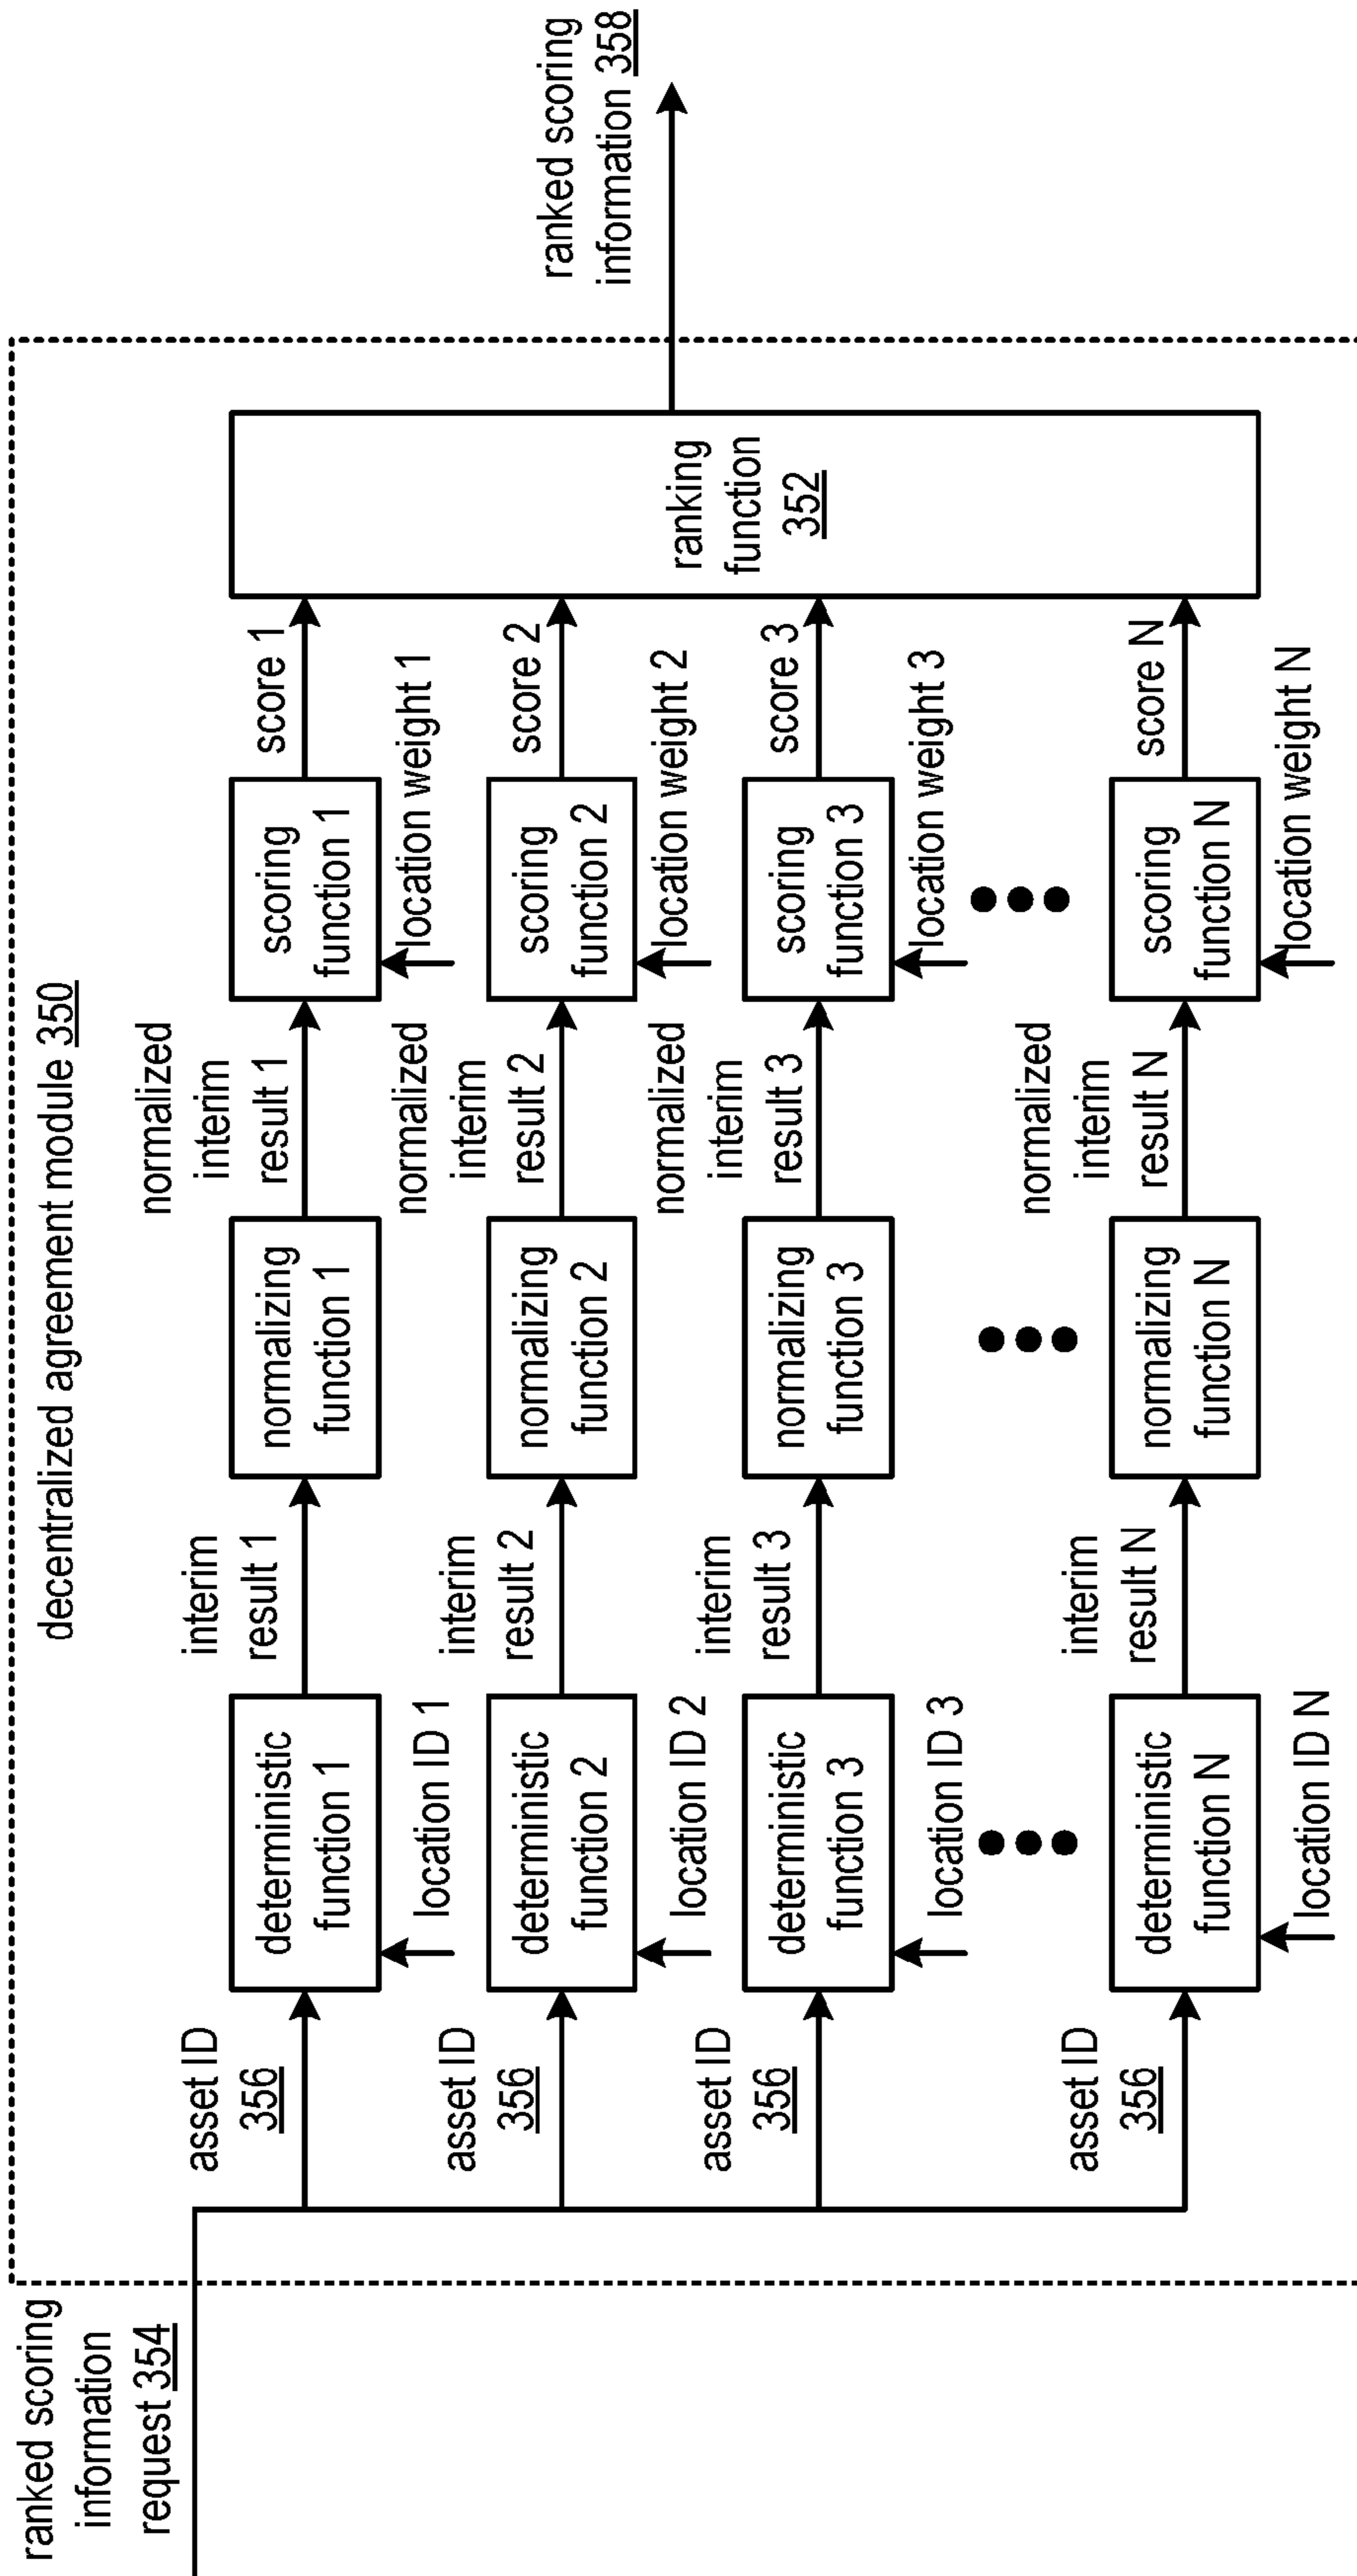 ranked scoring
information
request 354
decentralized agreement module 350
asset ID
356
deterministic
function 1
location ID 1
interim
result 1
normalizing
function 1
normalized
interim
result 1
scoring
function 1
location weight 1
score 1
asset ID
356
deterministic
function 2
location ID 2
interim
result 2
normalizing
function 2
normalized
interim
result 2
scoring
function 2
location weight 2
score 2
asset ID
356
deterministic
function 3
location ID 3
interim
result 3
normalizing
function 3
normalized
interim
result 3
scoring
function 3
location weight 3
score 3
asset ID
356
deterministic
function N
location ID N
interim
result N
normalizing
function N
normalized
interim
result N
scoring
function N
location weight N
score N
ranking
function
352
ranked scoring
information 358